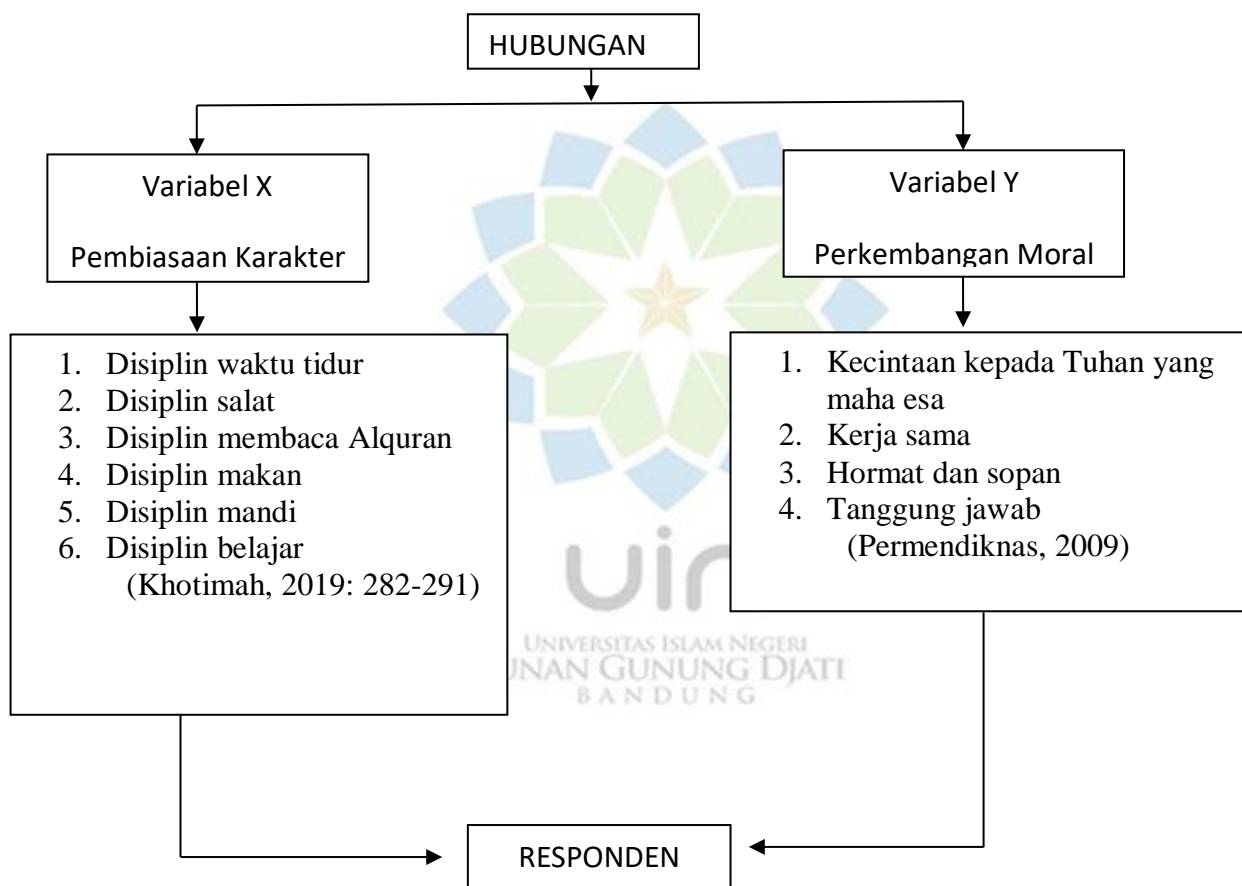 HUBUNGAN
Variabel X
Pembiasaan Karakter
Variabel Y
Perkembangan Moral
1. Disiplin waktu tidur
2. Disiplin salat
3. Disiplin membaca Alquran
4. Disiplin makan
5. Disiplin mandi
6. Disiplin belajar
(Khotimah, 2019: 282-291)
1. Kecintaan kepada Tuhan yang
maha esa
2. Kerja sama
3. Hormat dan sopan
4. Tanggung jawab
(Permendiknas, 2009)
UNIVERSITAS ISLAM NEGERI
GUNUNG DJATI
BANDUNG
RESPONDEN